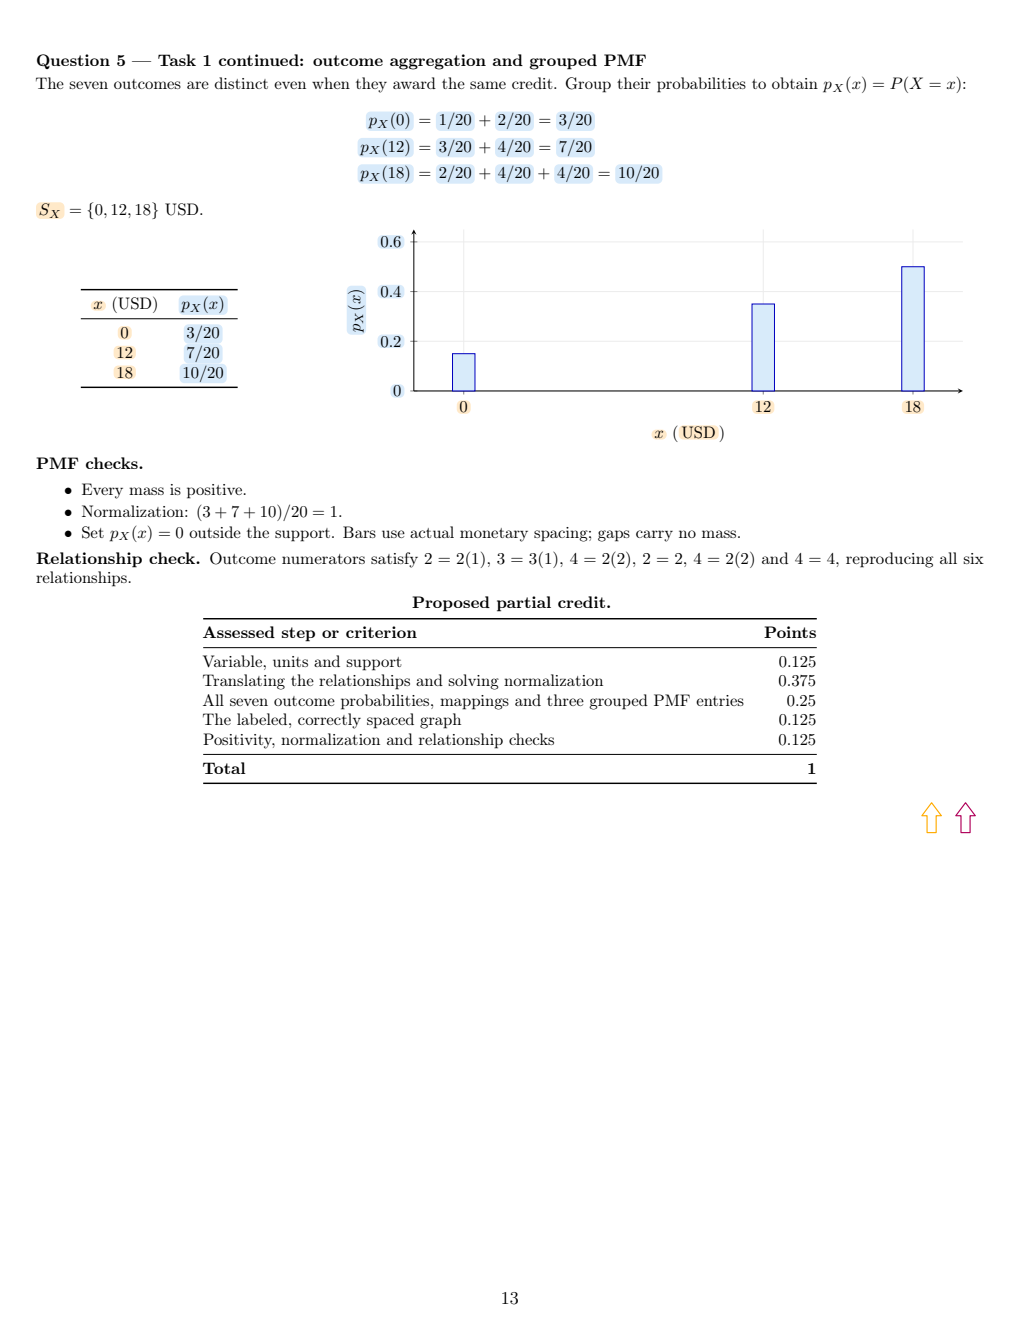 Question 5 — Task 1 continued: outcome aggregation and grouped PMF
The seven outcomes are distinct even when they award the same credit. Group their probabilities to obtain p_X(x) = P(X = x):
p_X(0) = 1/20 + 2/20 = 3/20
p_X(12) = 3/20 + 4/20 = 7/20
p_X(18) = 2/20 + 4/20 + 4/20 = 10/20
S_X = {0, 12, 18} USD.
x (USD) p_X(x)
0 3/20
12 7/20
18 10/20
p_X(x)
0.6
0.4
0.2
0
0 12 18
x (USD)
PMF checks.
• Every mass is positive.
• Normalization: (3 + 7 + 10)/20 = 1.
• Set p_X(x) = 0 outside the support. Bars use actual monetary spacing; gaps carry no mass.
Relationship check. Outcome numerators satisfy 2 = 2(1), 3 = 3(1), 4 = 2(2), 2 = 2, 4 = 2(2) and 4 = 4, reproducing all six
relationships.
Proposed partial credit.
Assessed step or criterion Points
Variable, units and support 0.125
Translating the relationships and solving normalization 0.375
All seven outcome probabilities, mappings and three grouped PMF entries 0.25
The labeled, correctly spaced graph 0.125
Positivity, normalization and relationship checks 0.125
Total 1
13